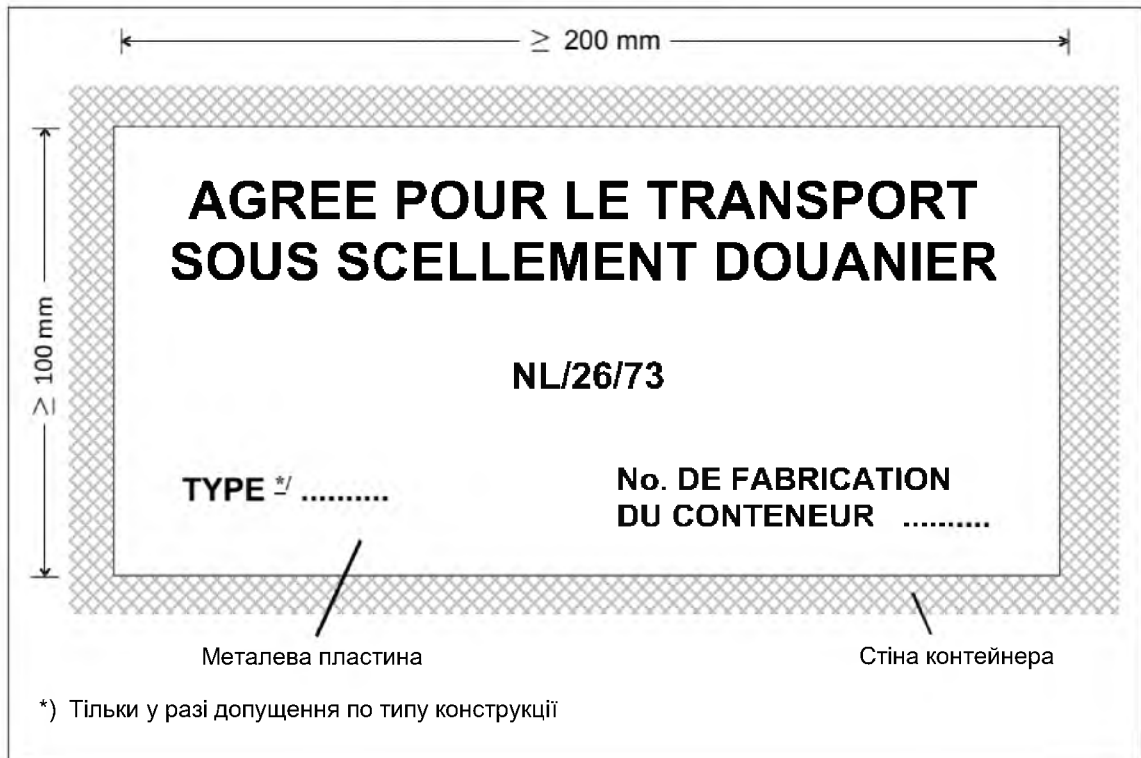 ≥ 200 mm
≥ 100 mm
AGREE POUR LE TRANSPORT
SOUS SCELLEMENT DOUANIER
NL/26/73
TYPE */ ..........
No. DE FABRICATION
DU CONTENEUR ..........
Металева пластина
Стіна контейнера
*) Тільки у разі допущення по типу конструкції